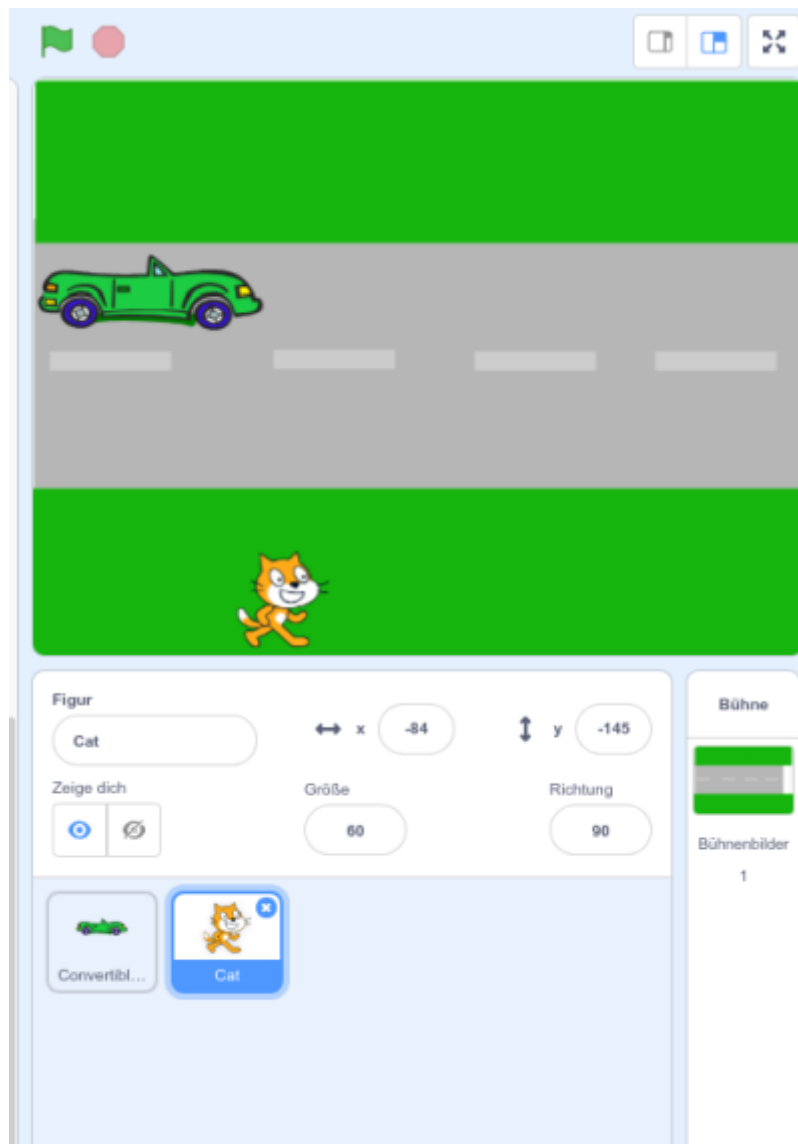 Figur
Cat
x -84
y -145
Zeige dich
Größe
60
Richtung
90
Convertibl...
Cat
Bühne
Bühnenbilder
1